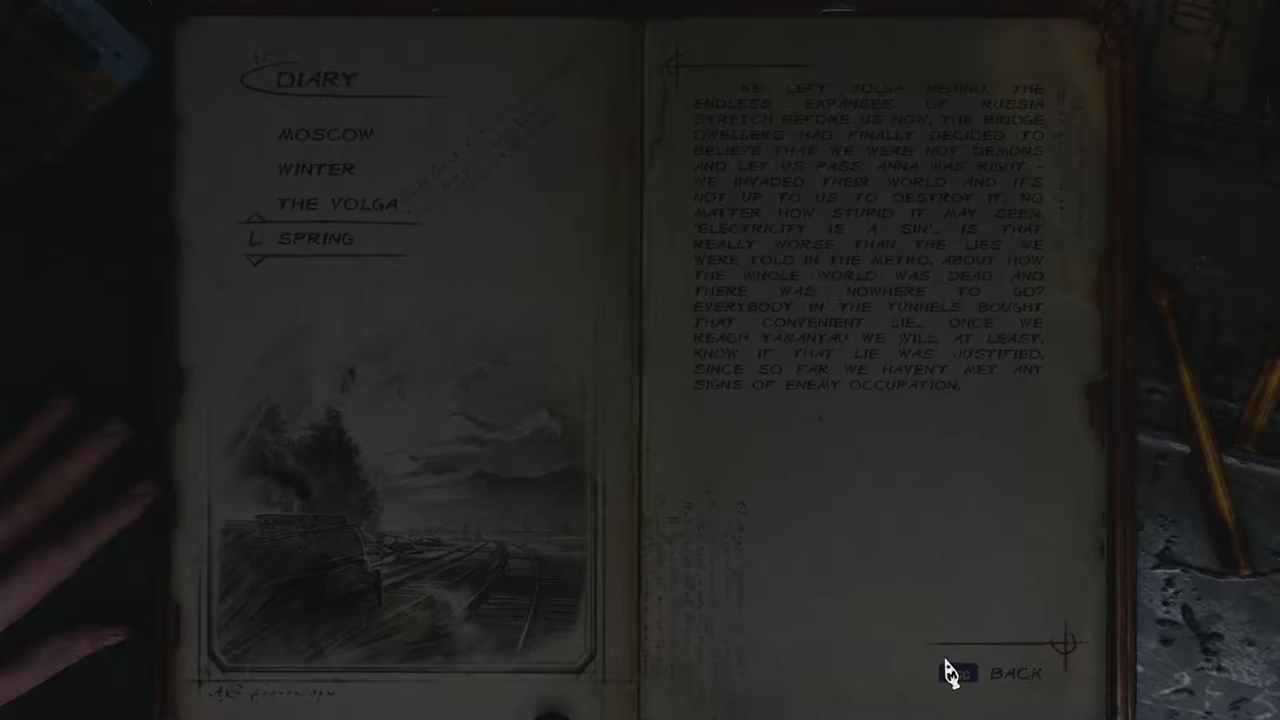 DIARY
MOSCOW
WINTER
THE VOLGA
L SPRING
WE LEFT VOLGA BEHIND. THE
ENDLESS EXPANSES OF RUSSIA
STRETCH BEFORE US NOW, THE BRIDGE
DWELLERS HAD FINALLY DECIDED TO
BELIEVE THAT WE WERE NOT DEMONS
AND LET US PASS. ANNA WAS RIGHT -
WE INVADED THEIR WORLD AND IT'S
NOT UP TO US TO DESTROY IT, NO
MATTER HOW STUPID IT MAY SEEM.
"ELECTRICITY IS A SIN"... IS THAT
REALLY WORSE THAN THE LIES WE
WERE TOLD IN THE METRO, ABOUT HOW
THE WHOLE WORLD WAS DEAD AND
THERE WAS NOWHERE TO GO?
EVERYBODY IN THE TUNNELS BOUGHT
THAT CONVENIENT LIE... ONCE WE
REACH YAMANTAU WE WILL, AT LEAST,
KNOW IF THAT LIE WAS JUSTIFIED,
SINCE SO FAR WE HAVEN'T MET ANY
SIGNS OF ENEMY OCCUPATION.
BACK